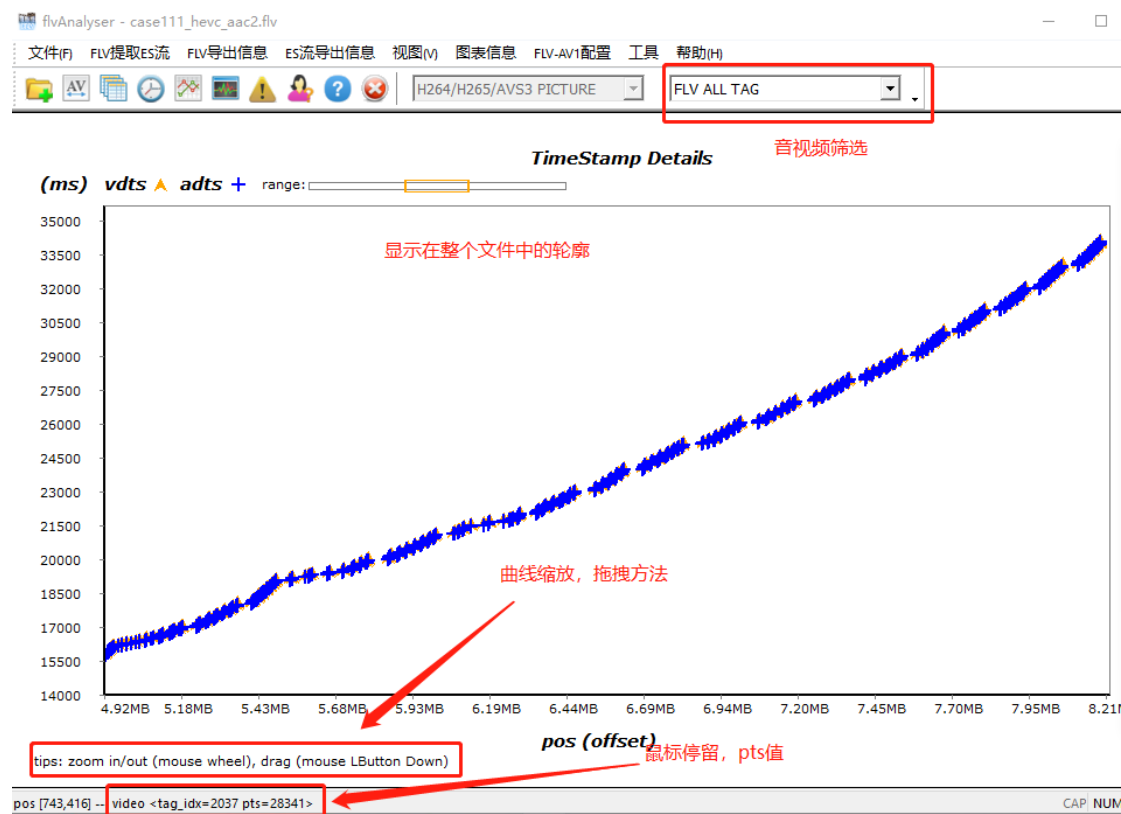 flvAnalyser - case111_hevc_aac2.flv
文件(F) FLV提取ES流 FLV导出信息 ES流导出信息 视图(V) 图表信息 FLV-AV1配置 工具 帮助(H)
AV H264/H265/AVS3 PICTURE FLV ALL TAG
音视频筛选
TimeStamp Details
(ms) vdts adts range:
35000
显示在整个文件中的轮廓
33500
32000
30500
29000
27500
26000
24500
23000
21500
20000
曲线缩放，拖拽方法
18500
17000
15500
14000
4.92MB 5.18MB 5.43MB 5.68MB 5.93MB 6.19MB 6.44MB 6.69MB 6.94MB 7.20MB 7.45MB 7.70MB 7.95MB 8.21
pos (offset)
鼠标停留，pts值
tips: zoom in/out (mouse wheel), drag (mouse LButton Down)
pos [743,416] -- video <tag_idx=2037 pts=28341> CAP NUM